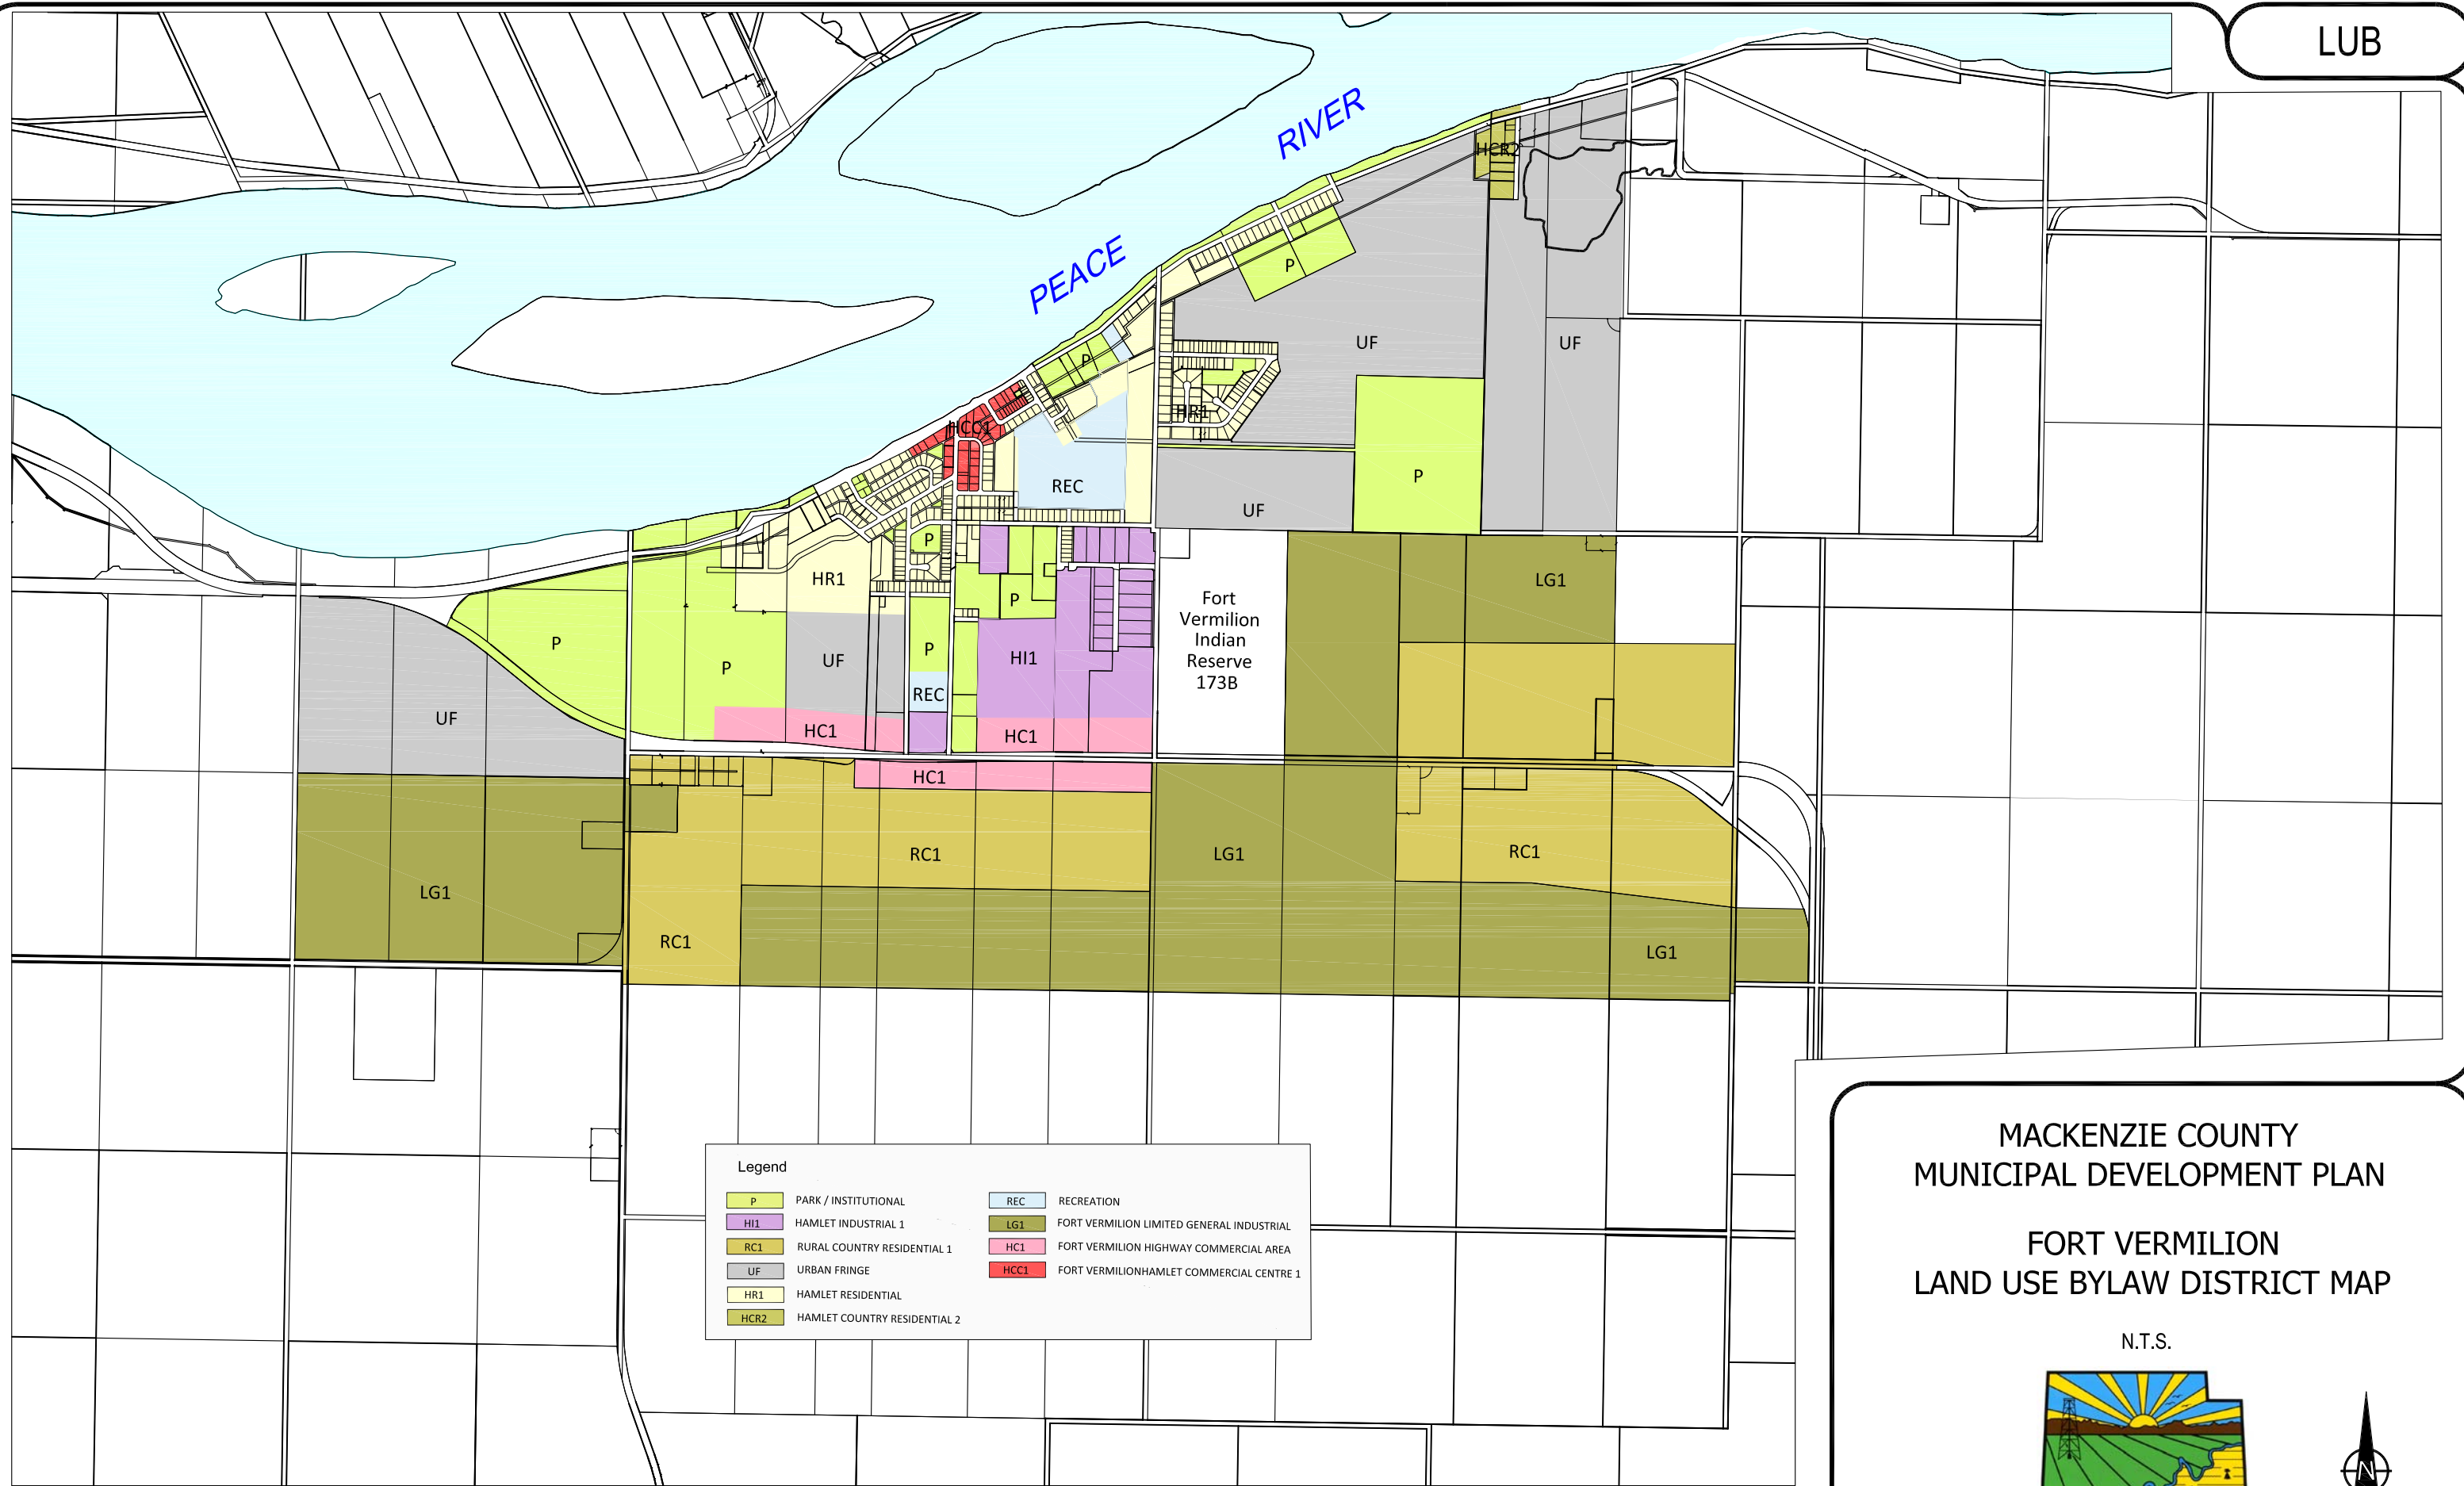 LUB
RIVER
PEACE
HCR2
P
UF
UF
P
HR1
HCC1
P
REC
UF
P
HR1
LG1
Fort
Vermilion
Indian
Reserve
173B
P
P
P
P
UF
HI1
REC
UF
HC1
HC1
HC1
RC1
LG1
RC1
LG1
RC1
LG1
Legend
P PARK / INSTITUTIONAL
HI1 HAMLET INDUSTRIAL 1
RC1 RURAL COUNTRY RESIDENTIAL 1
UF URBAN FRINGE
HR1 HAMLET RESIDENTIAL
HCR2 HAMLET COUNTRY RESIDENTIAL 2
REC RECREATION
LG1 FORT VERMILION LIMITED GENERAL INDUSTRIAL
HC1 FORT VERMILION HIGHWAY COMMERCIAL AREA
HCC1 FORT VERMILIONHAMLET COMMERCIAL CENTRE 1
MACKENZIE COUNTY
MUNICIPAL DEVELOPMENT PLAN
FORT VERMILION
LAND USE BYLAW DISTRICT MAP
N.T.S.
N